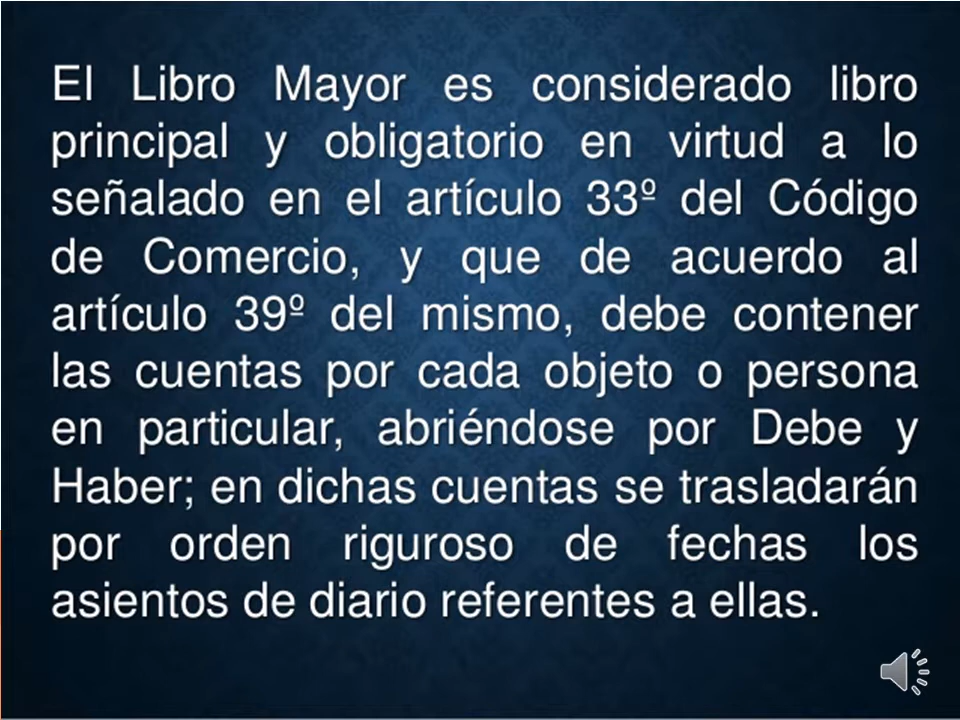 El Libro Mayor es considerado libro
principal y obligatorio en virtud a lo
señalado en el artículo 33º del Código
de Comercio, y que de acuerdo al
artículo 39º del mismo, debe contener
las cuentas por cada objeto o persona
en particular, abriéndose por Debe y
Haber; en dichas cuentas se trasladarán
por orden riguroso de fechas los
asientos de diario referentes a ellas.